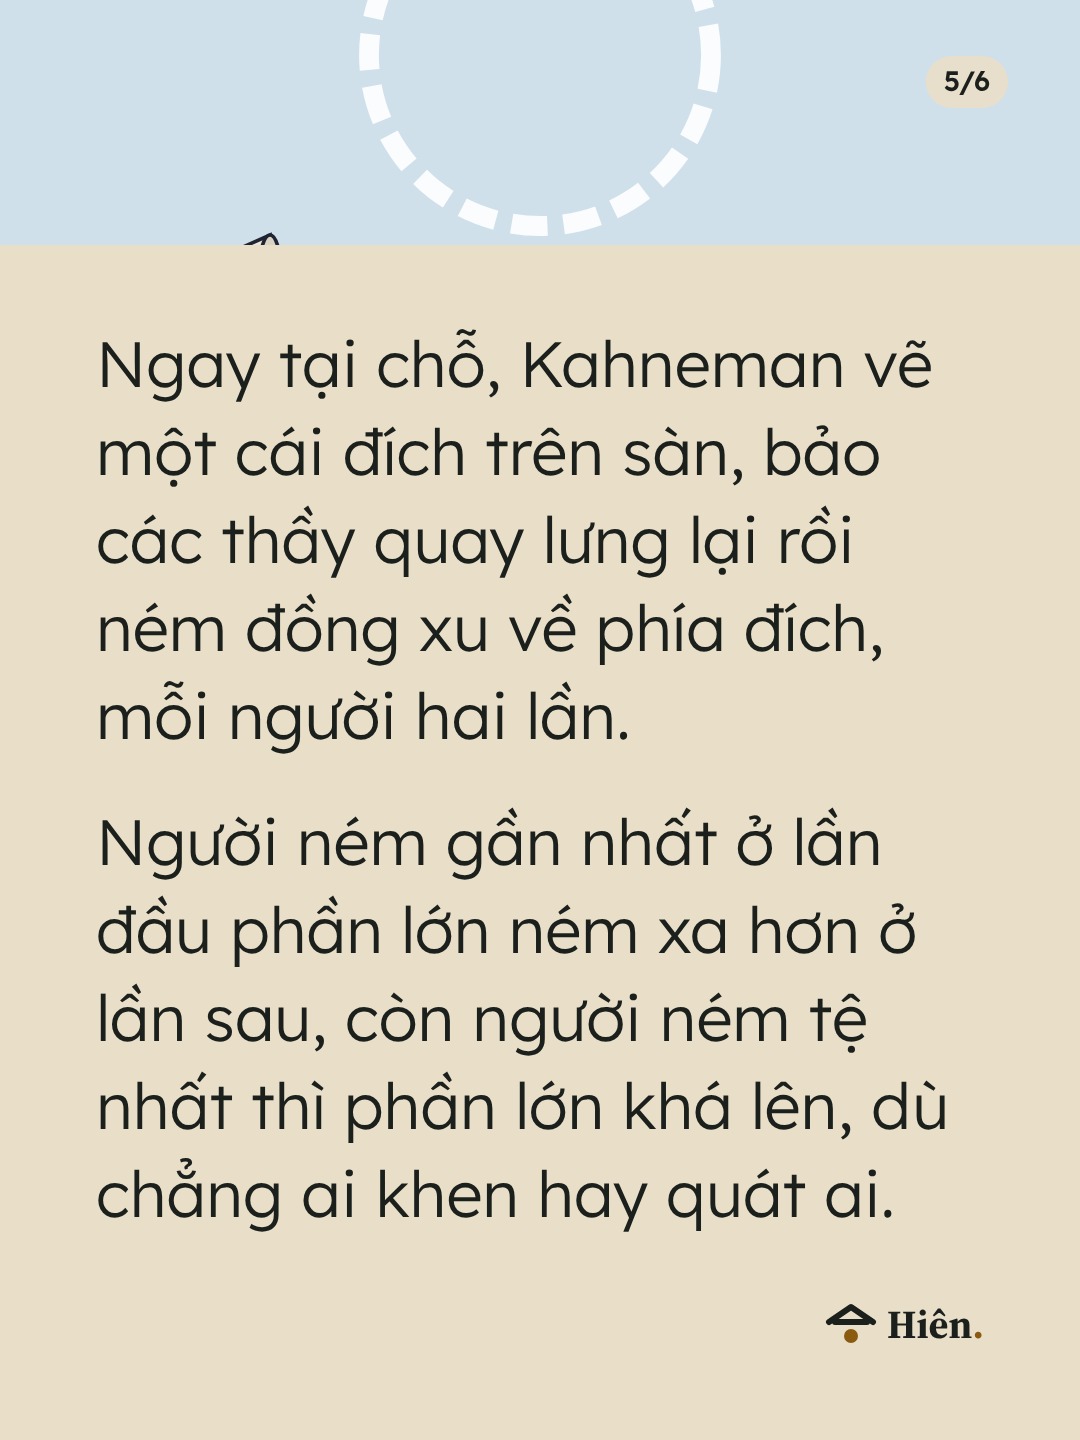 5/6
Ngay tại chỗ, Kahneman vẽ
một cái đích trên sàn, bảo
các thầy quay lưng lại rồi
ném đồng xu về phía đích,
mỗi người hai lần.
Người ném gần nhất ở lần
đầu phần lớn ném xa hơn ở
lần sau, còn người ném tệ
nhất thì phần lớn khá lên, dù
chẳng ai khen hay quát ai.
Hiên.